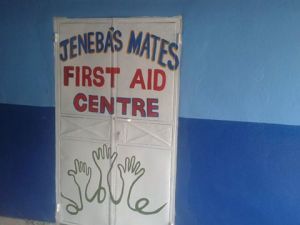 JENEBA'S MATES
FIRST AID
CENTRE